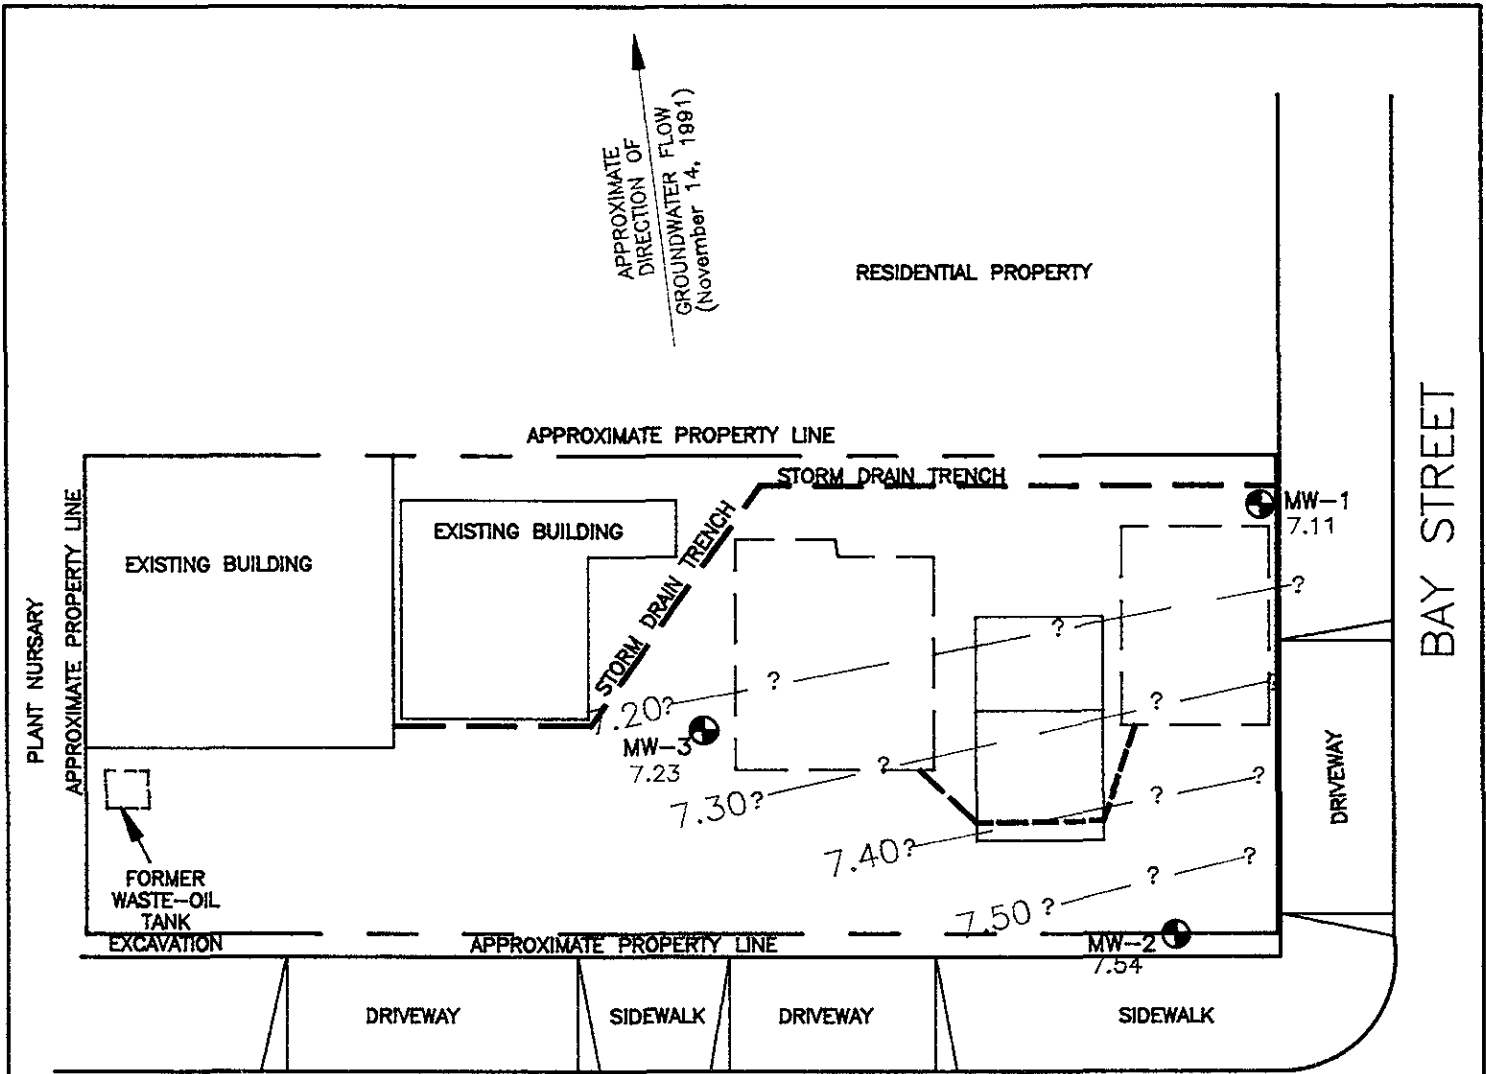 APPROXIMATE
DIRECTION OF
GROUNDWATER FLOW
(November 14, 1991)
RESIDENTIAL PROPERTY
BAY STREET
APPROXIMATE PROPERTY LINE
STORM DRAIN TRENCH
MW-1
7.11
EXISTING BUILDING
EXISTING BUILDING
STORM DRAIN TRENCH
PLANT NURSARY
APPROXIMATE PROPERTY LINE
?
?
?
7.20?
MW-3
7.23
?
?
7.30?
?
?
7.40?
?
?
7.50 ?
DRIVEWAY
FORMER
WASTE-OIL
TANK
EXCAVATION
APPROXIMATE PROPERTY LINE
MW-2
7.54
DRIVEWAY
SIDEWALK
DRIVEWAY
SIDEWALK